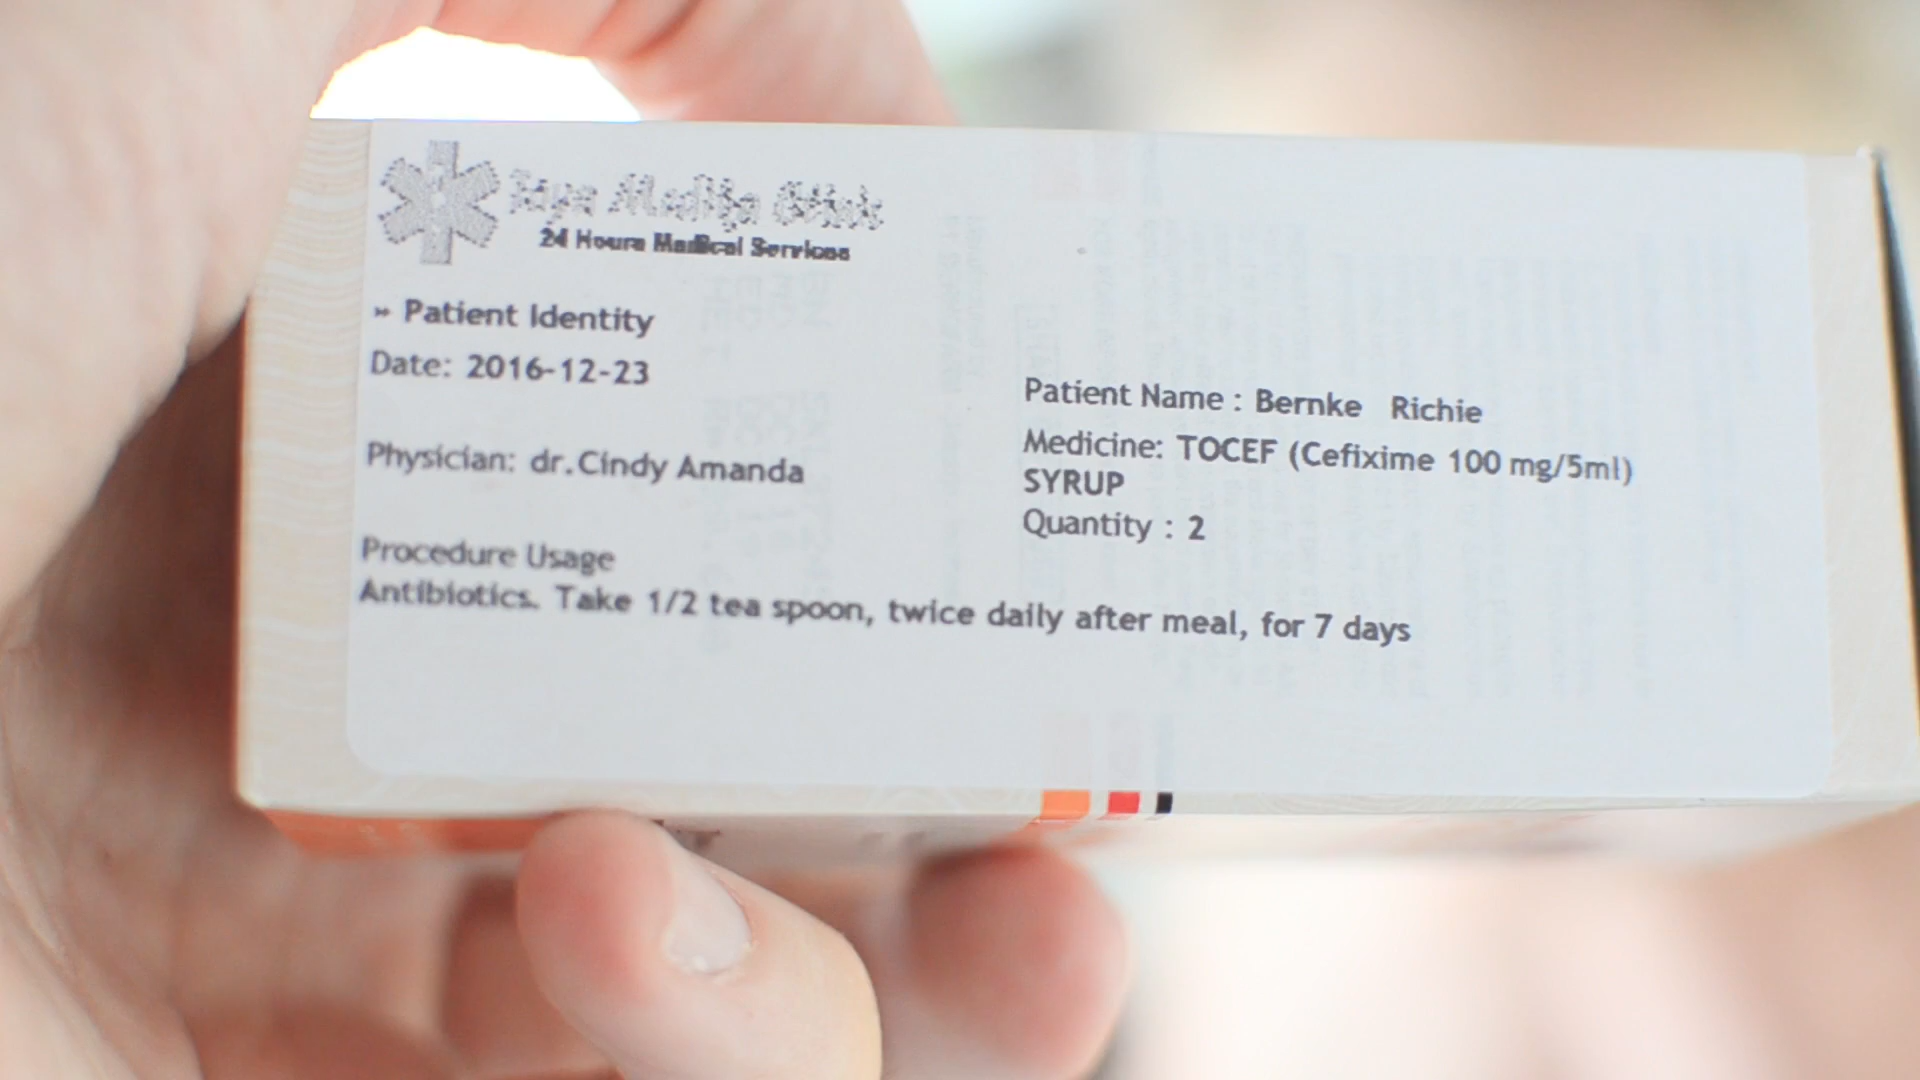 24 Hours Medical Services
Patient Identity
Date: 2016-12-23
Physician: dr.Cindy Amanda
Patient Name : Bernke Richie
Medicine: TOCEF (Cefixime 100 mg/5ml)
SYRUP
Quantity : 2
Procedure Usage
Antibiotics. Take 1/2 tea spoon, twice daily after meal, for 7 days